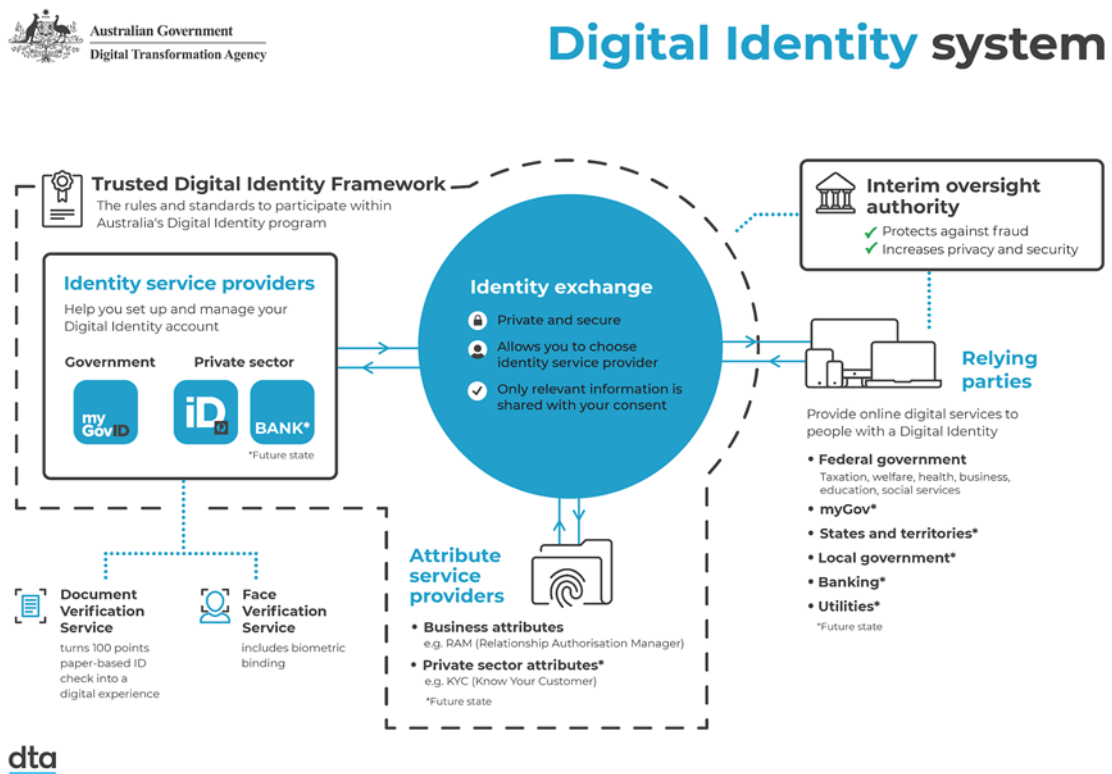 Australian Government
Digital Transformation Agency
Digital Identity system
Trusted Digital Identity Framework
The rules and standards to participate within
Australia's Digital Identity program
Identity service providers
Help you set up and manage your
Digital Identity account
Government
Private sector
my
GovID
iD
BANK*
*Future state
Document
Verification
Service
turns 100 points
paper-based ID
check into a
digital experience
Face
Verification
Service
includes biometric
binding
Identity exchange
Private and secure
Allows you to choose
identity service provider
Only relevant information is
shared with your consent
Attribute
service
providers
• Business attributes
e.g. RAM (Relationship Authorisation Manager)
• Private sector attributes*
e.g. KYC (Know Your Customer)
*Future state
Interim oversight
authority
Protects against fraud
Increases privacy and security
Relying
parties
Provide online digital services to
people with a Digital Identity
• Federal government
Taxation, welfare, health, business,
education, social services
• myGov*
• States and territories*
• Local government*
• Banking*
• Utilities*
*Future state
dta